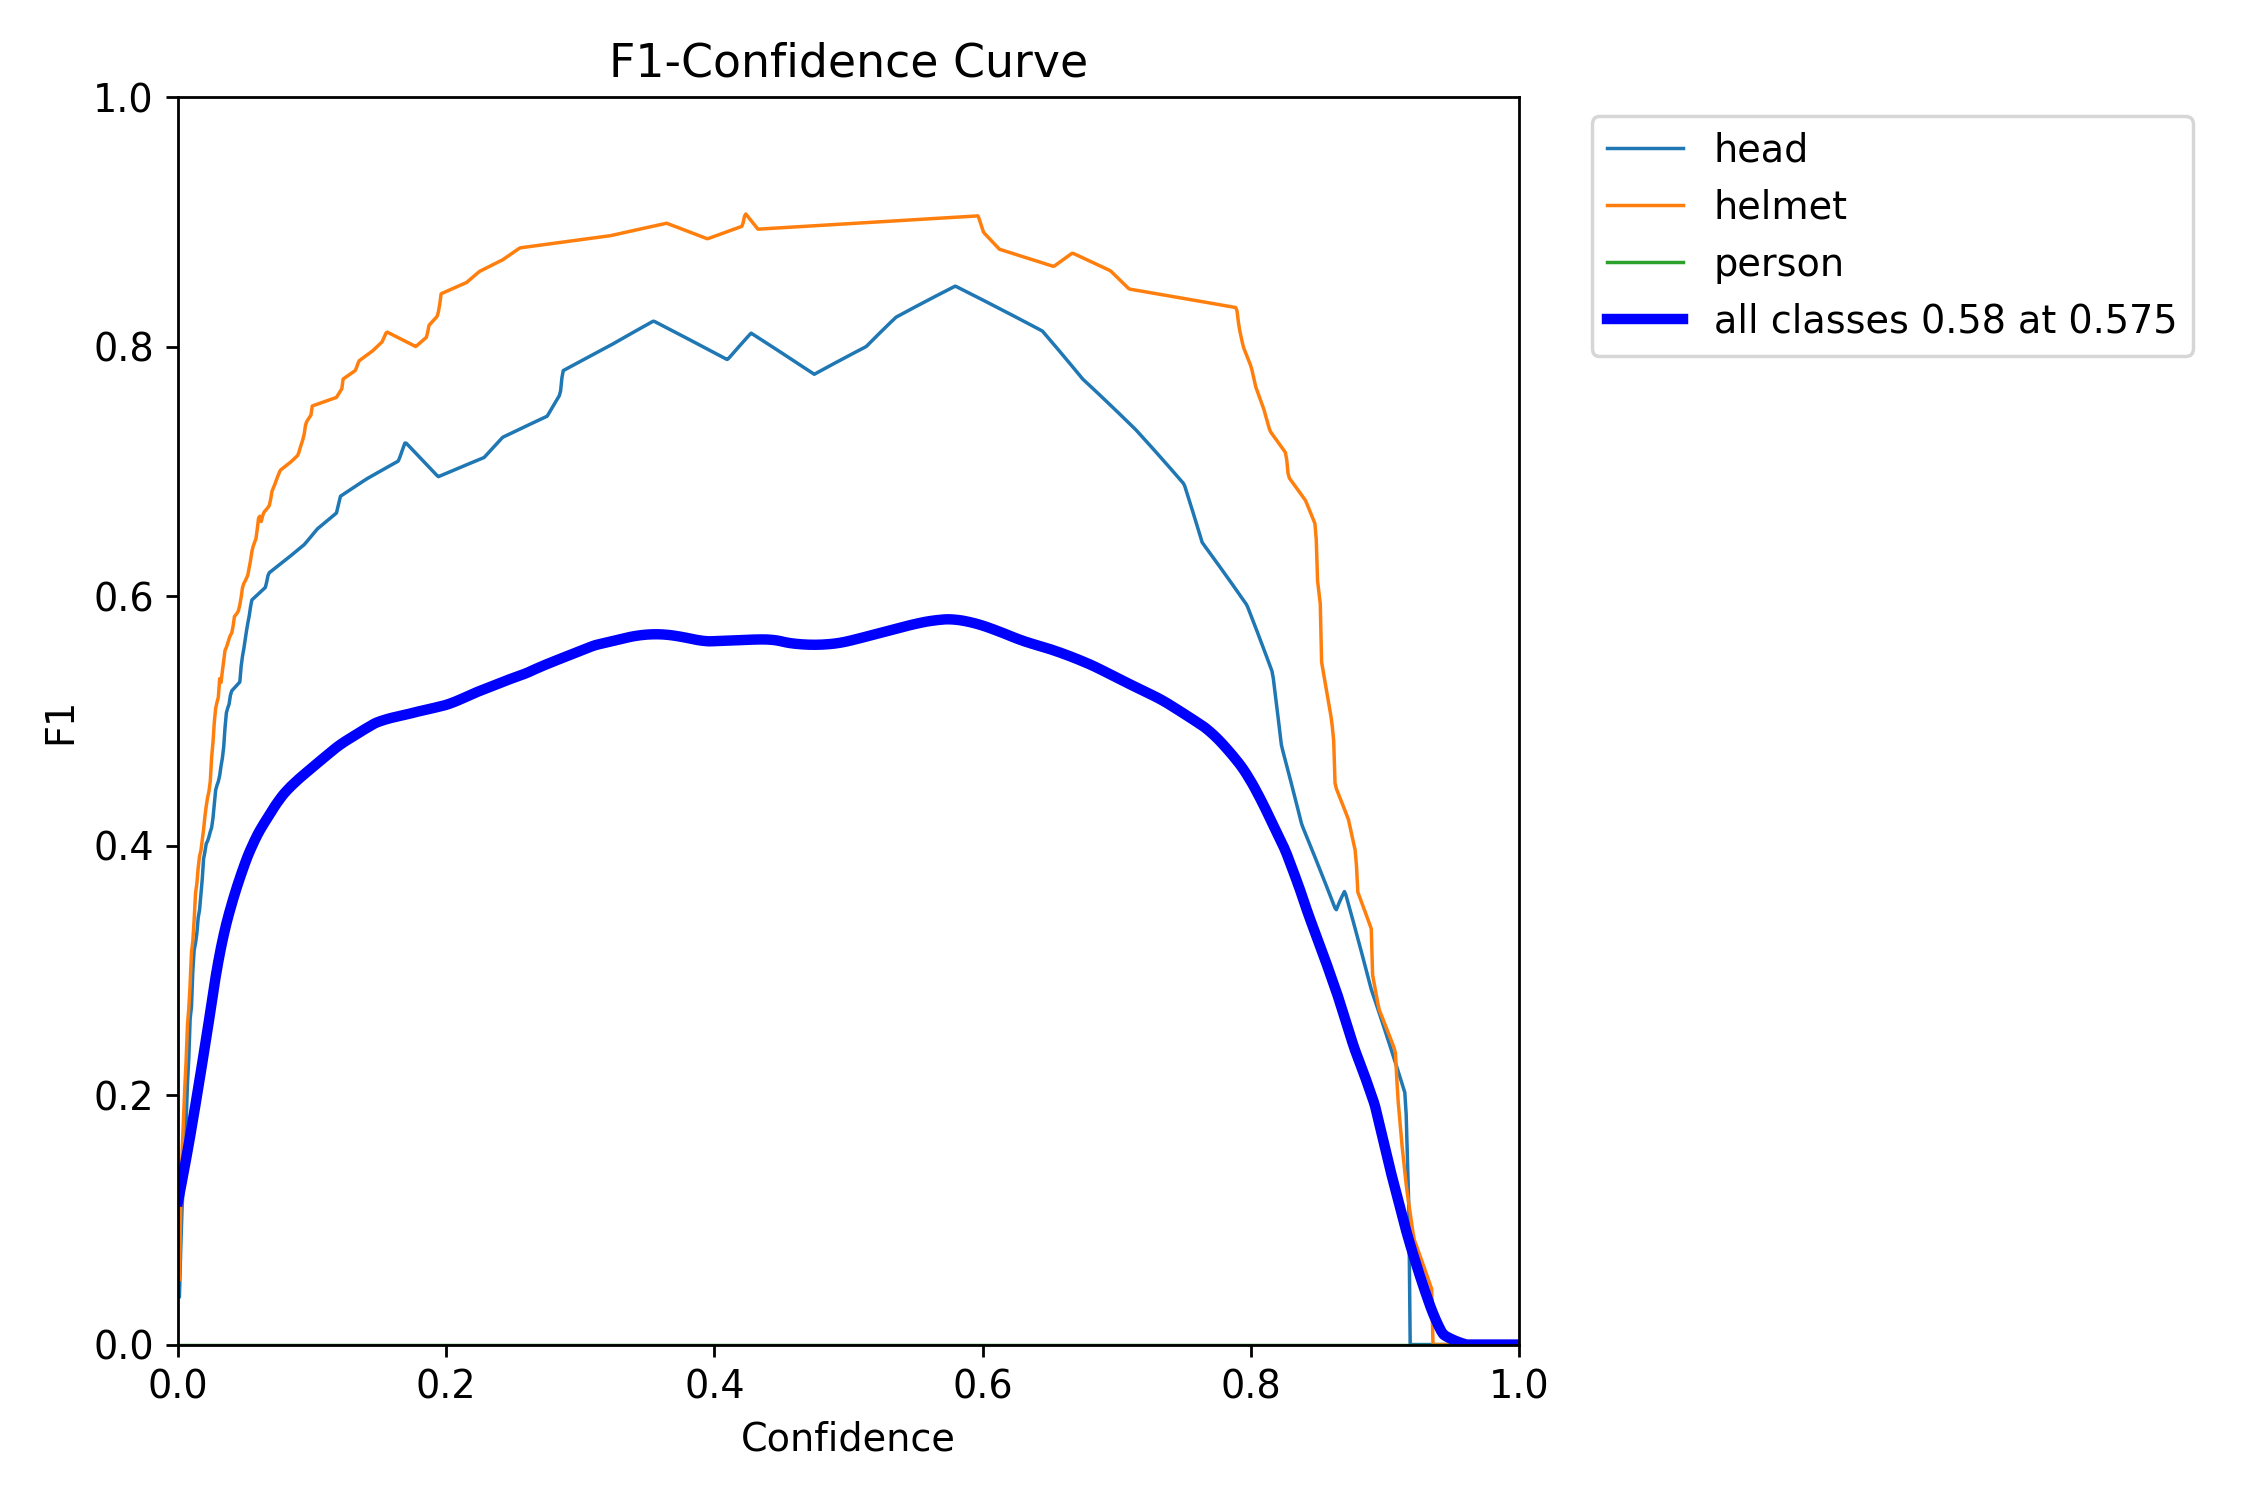 F1-Confidence Curve
1.0
0.8
0.6
0.4
0.2
0.0
F1
0.0 0.2 0.4 0.6 0.8 1.0
Confidence
head
helmet
person
all classes 0.58 at 0.575